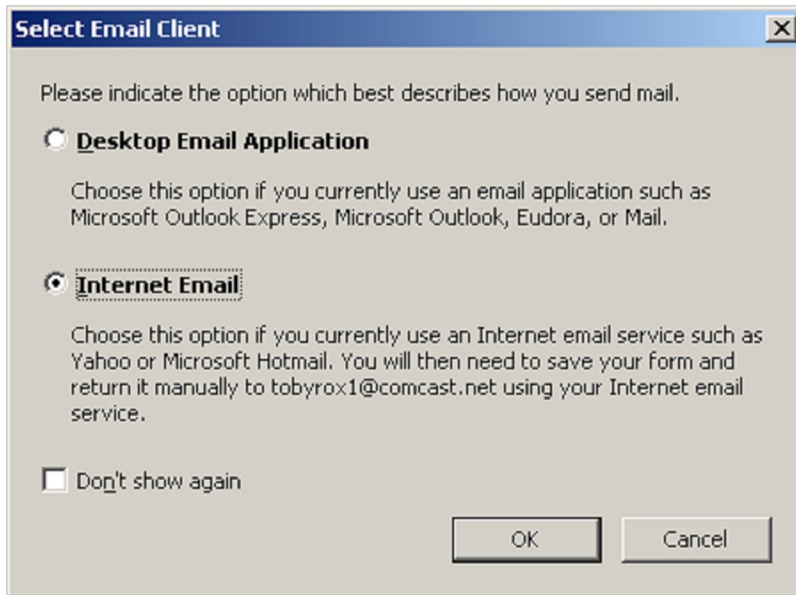 Select Email Client
Please indicate the option which best describes how you send mail.
Desktop Email Application
Choose this option if you currently use an email application such as
Microsoft Outlook Express, Microsoft Outlook, Eudora, or Mail.
Internet Email
Choose this option if you currently use an Internet email service such as
Yahoo or Microsoft Hotmail. You will then need to save your form and
return it manually to tobyrox1@comcast.net using your Internet email
service.
Don't show again
OK Cancel